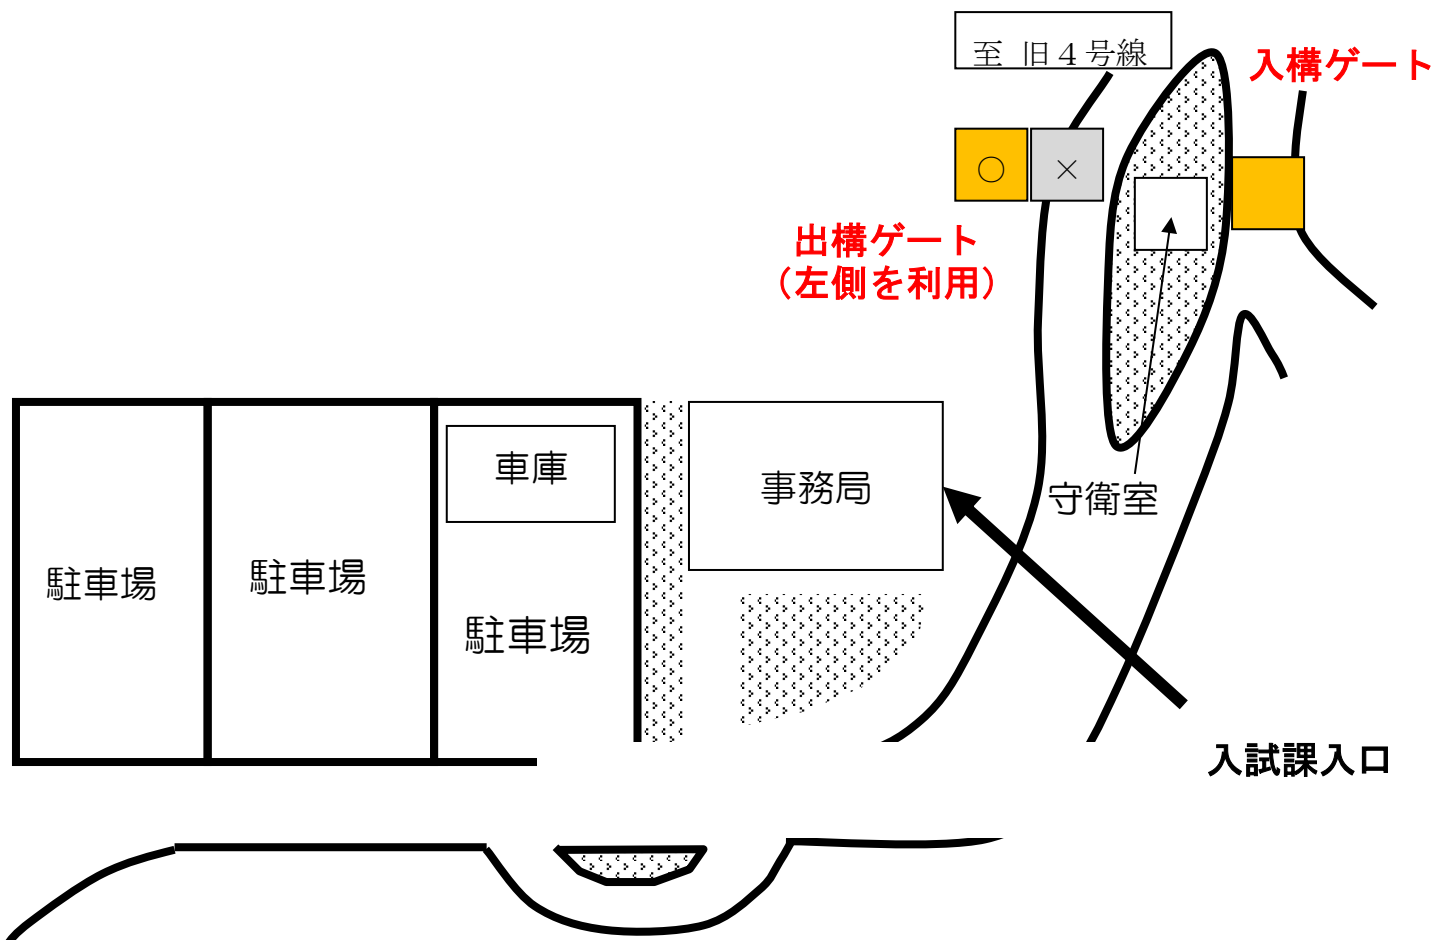 至 旧4号線
入構ゲート
○
×
出構ゲート
（左側を利用）
車庫
事務局
守衛室
駐車場
駐車場
駐車場
入試課入口